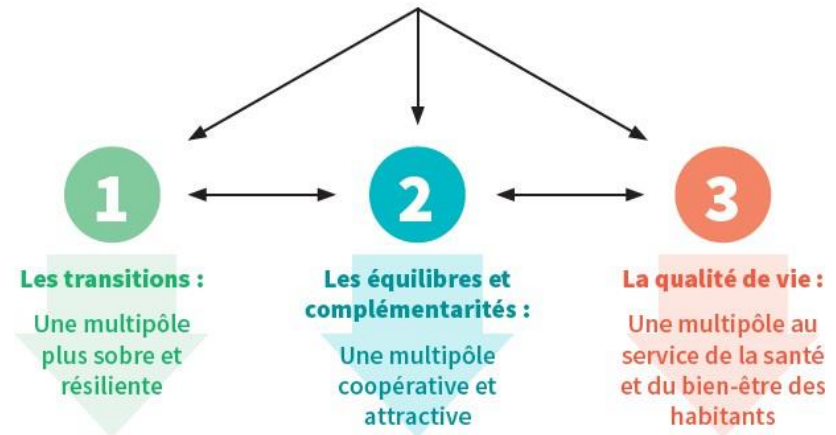 1
2
3
Les transitions :
Une multipôle
plus sobre et
résiliente
Les équilibres et
complémentarités :
Une multipôle
coopérative et
attractive
La qualité de vie :
Une multipôle au
service de la santé
et du bien-être des
habitants